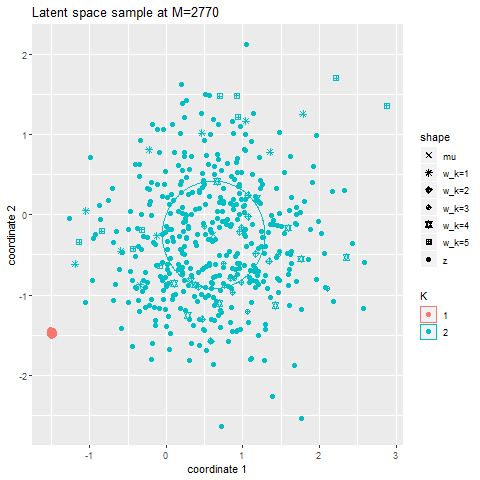 Latent space sample at M=2770
2
1
0
-1
-2
coordinate 2
-1
0
1
2
3
coordinate 1
shape
mu
w_k=1
w_k=2
w_k=3
w_k=4
w_k=5
z
K
1
2